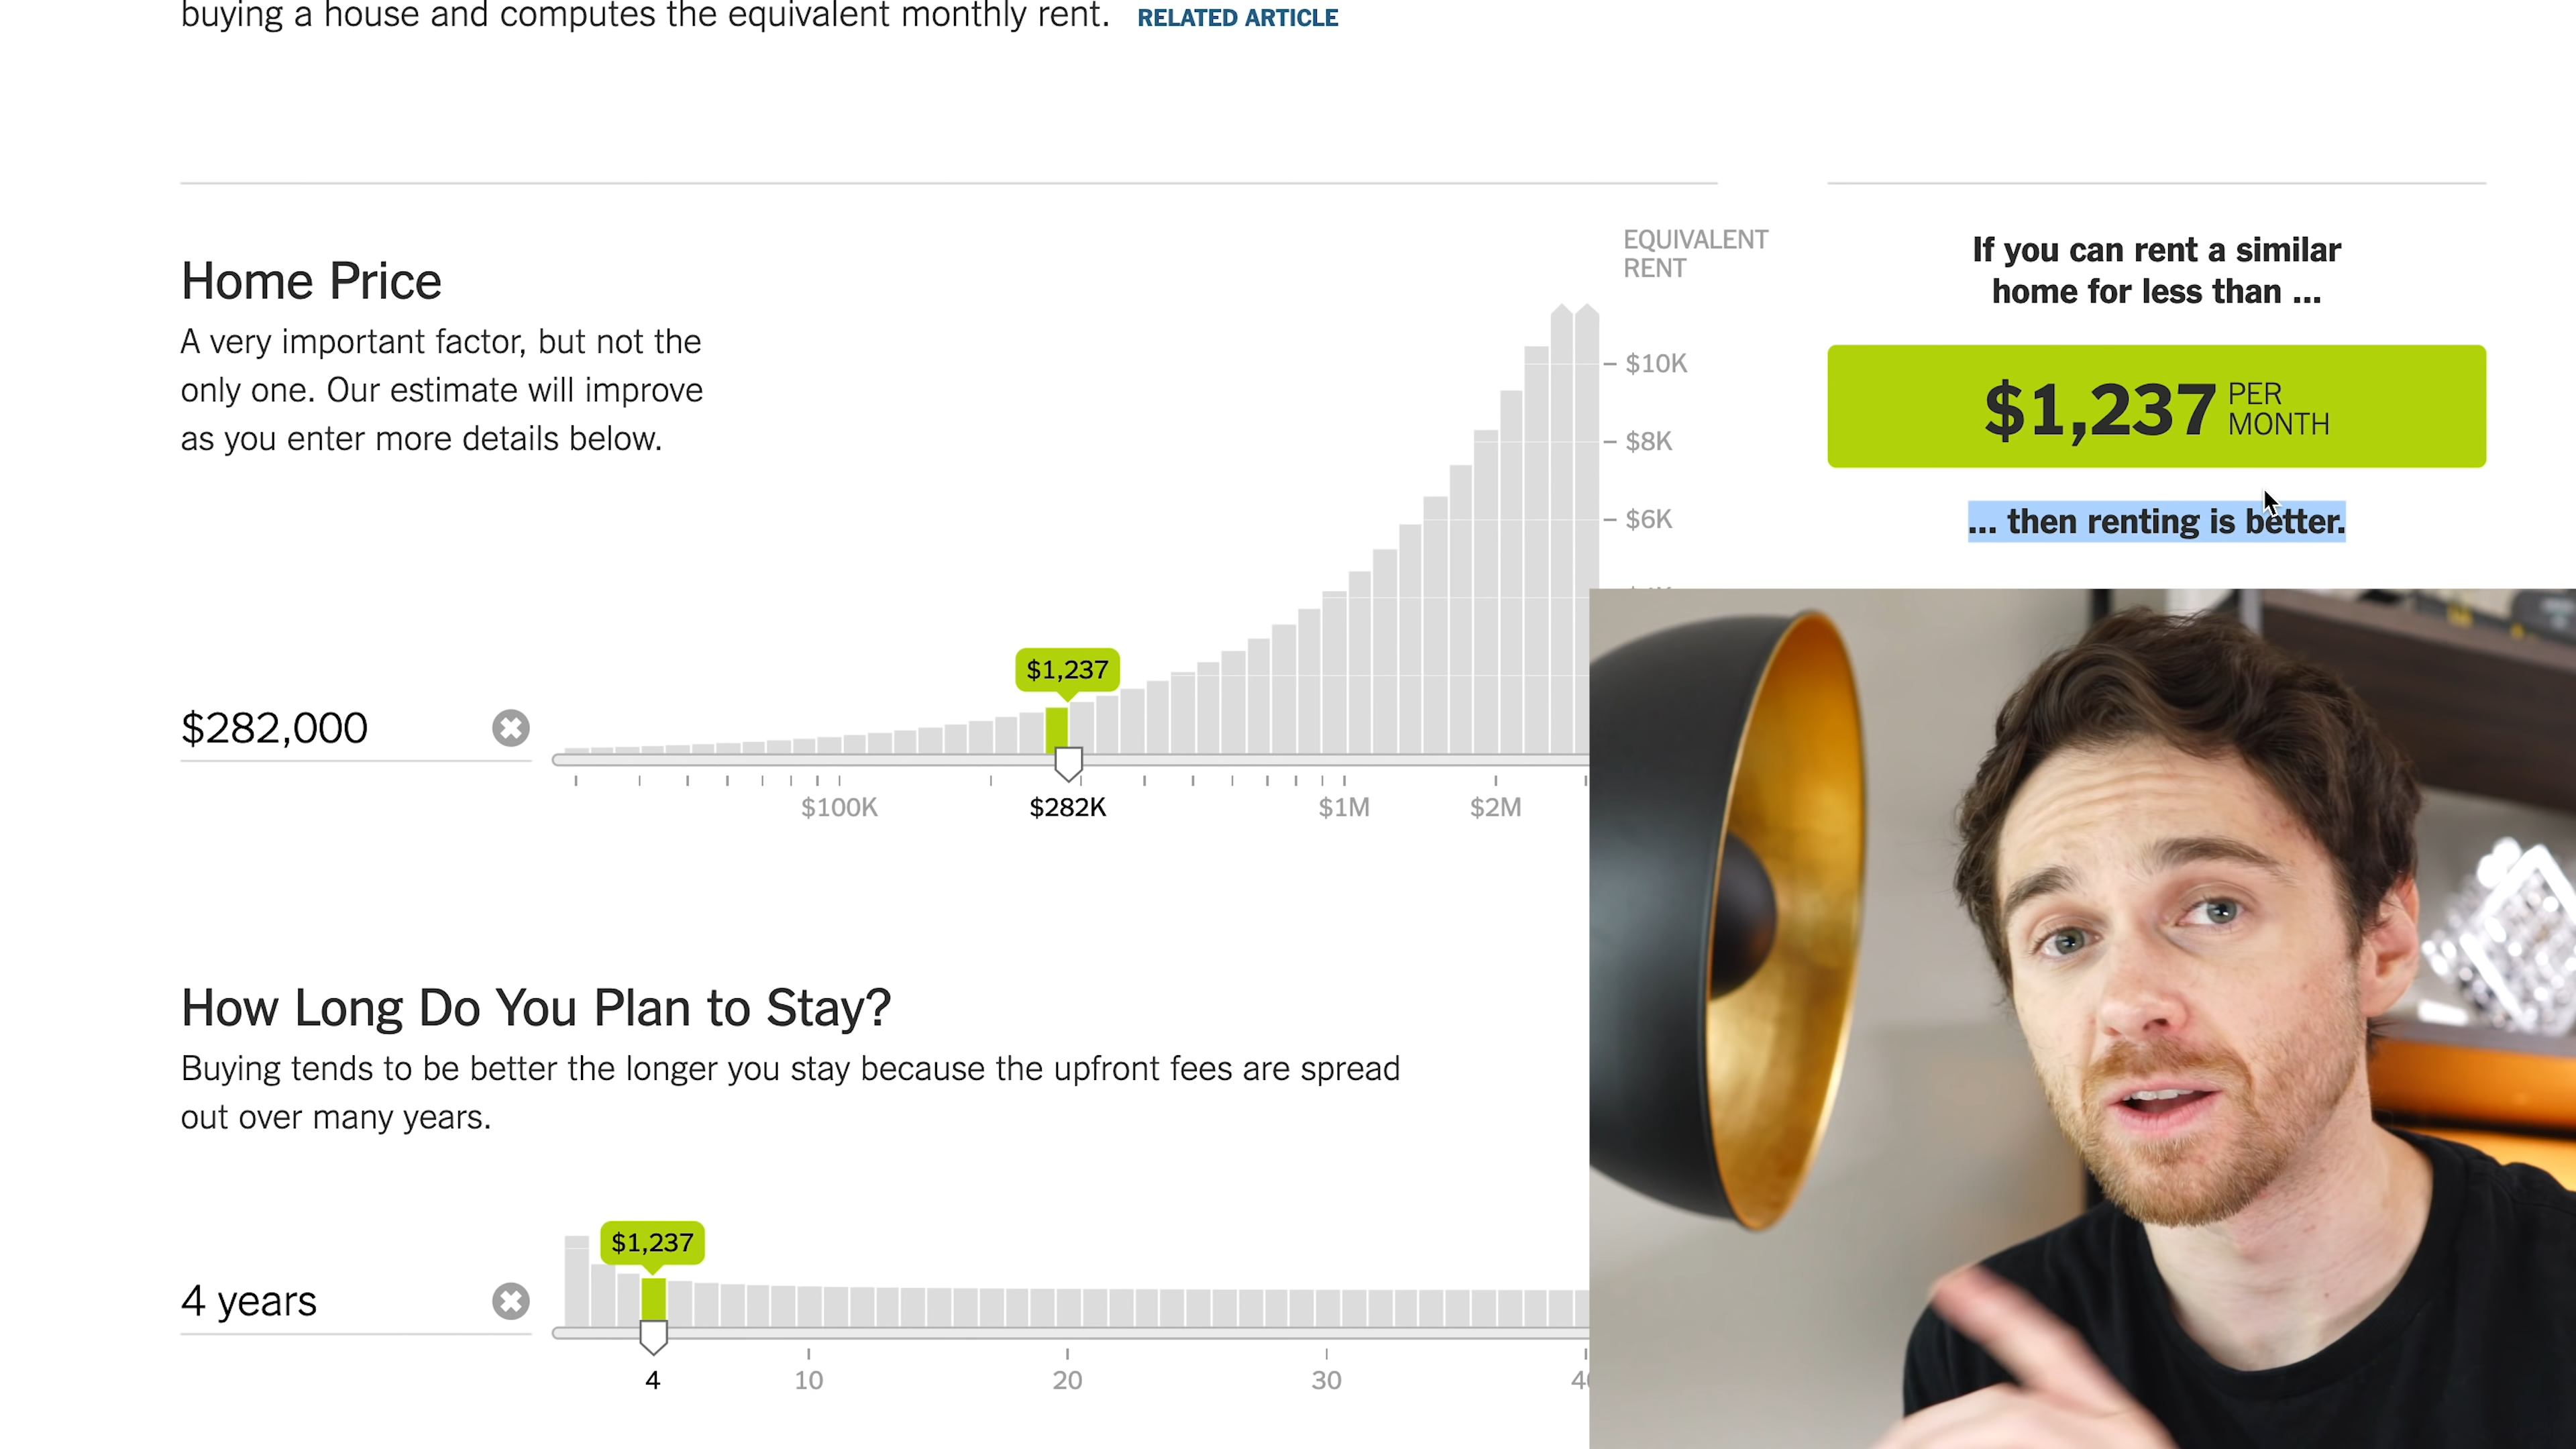 buying a house and computes the equivalent monthly rent. RELATED ARTICLE
Home Price
A very important factor, but not the
only one. Our estimate will improve
as you enter more details below.
$282,000
EQUIVALENT
RENT
$10K
$8K
$6K
$1,237
$100K
$282K
$1M
$2M
If you can rent a similar
home for less than ...
$1,237 PER
MONTH
... then renting is better.
How Long Do You Plan to Stay?
Buying tends to be better the longer you stay because the upfront fees are spread
out over many years.
4 years
$1,237
4
10
20
30